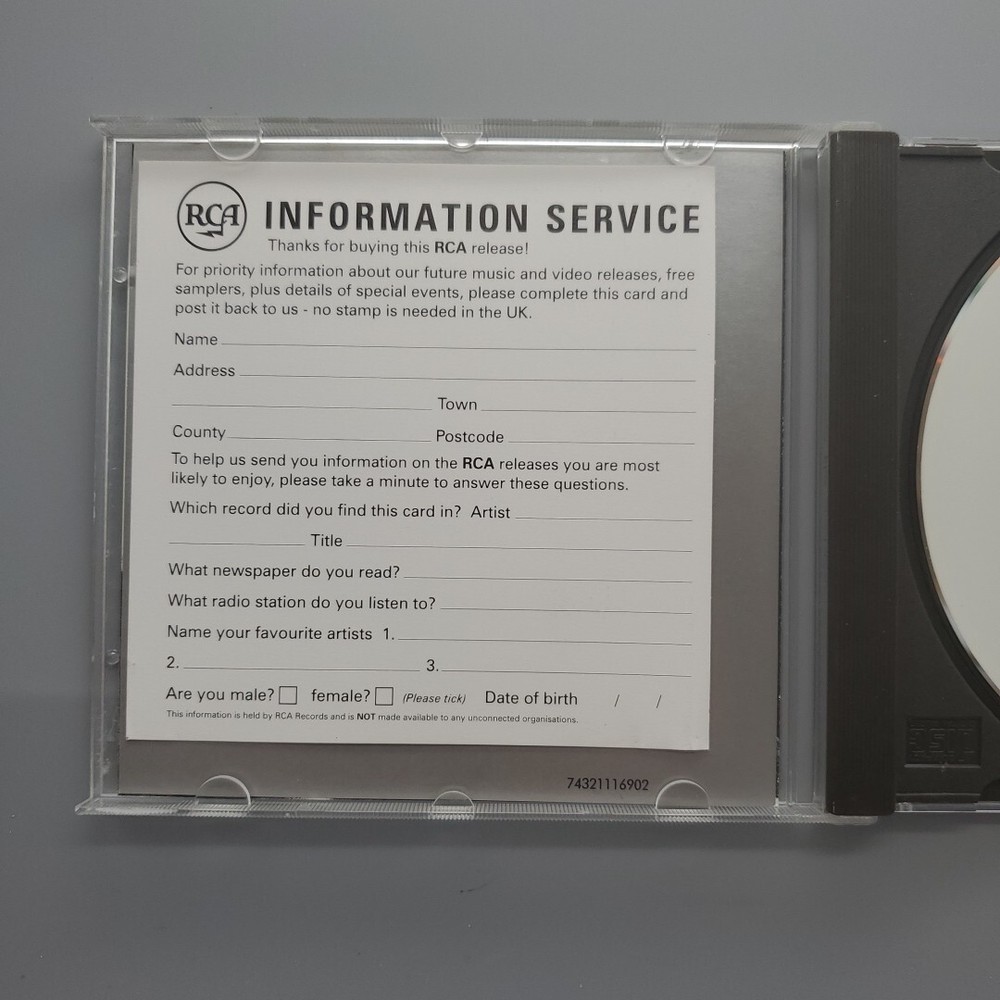 RCA INFORMATION SERVICE
Thanks for buying this RCA release!
For priority information about our future music and video releases, free
samplers, plus details of special events, please complete this card and
post it back to us - no stamp is needed in the UK.
Name
Address
Town
County Postcode
To help us send you information on the RCA releases you are most
likely to enjoy, please take a minute to answer these questions.
Which record did you find this card in? Artist
Title
What newspaper do you read?
What radio station do you listen to?
Name your favourite artists 1.
2. 3.
Are you male? female? (Please tick) Date of birth / /
This information is held by RCA Records and is NOT made available to any unconnected organisations.
74321116902